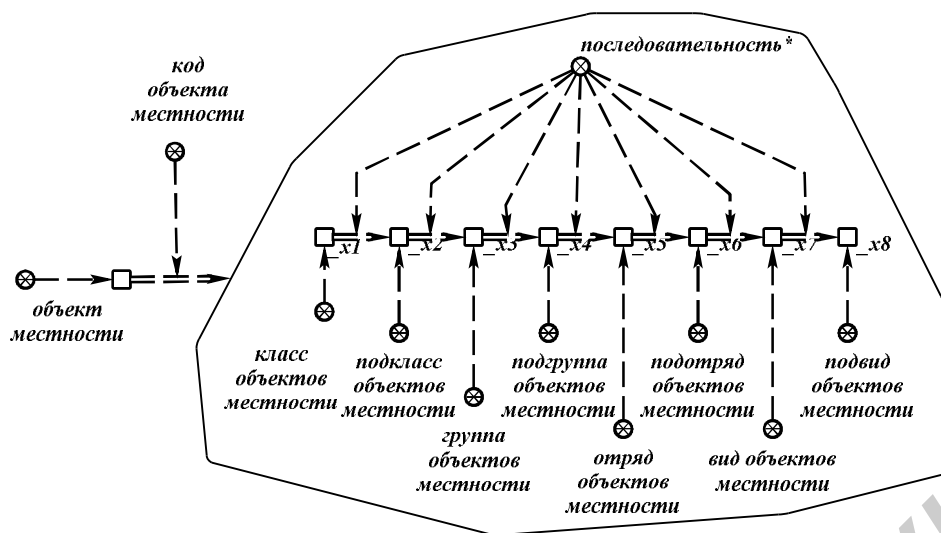 последовательность*
код
объекта
местности
_x1 _x2 _x3 _x4 _x5 _x6 _x7 _x8
объект
местности
класс
объектов
местности
подкласс
объектов
местности
группа
объектов
местности
подгруппа
объектов
местности
отряд
объектов
местности
подотряд
объектов
местности
вид объектов
местности
подвид
объектов
местности